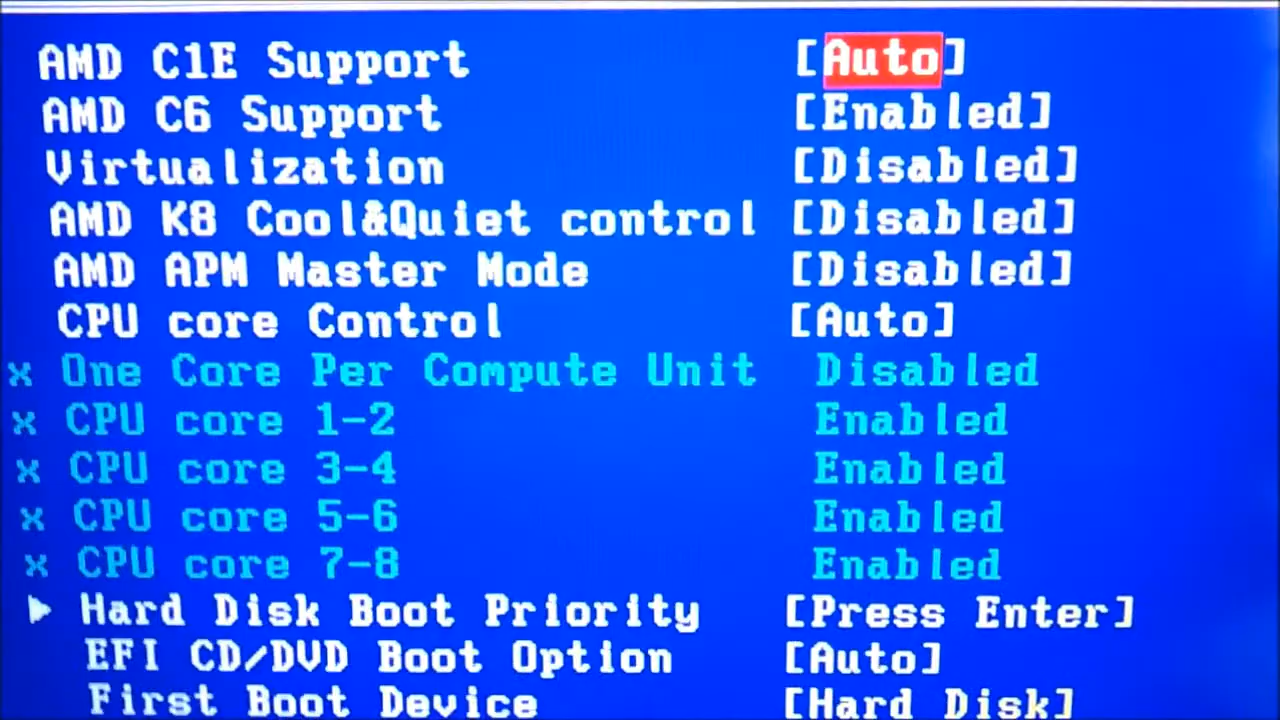 AMD C1E Support [Auto]
AMD C6 Support [Enabled]
Virtualization [Disabled]
AMD K8 Cool&Quiet control [Disabled]
AMD APM Master Mode [Disabled]
CPU core Control [Auto]
x One Core Per Compute Unit Disabled
x CPU core 1-2 Enabled
x CPU core 3-4 Enabled
x CPU core 5-6 Enabled
x CPU core 7-8 Enabled
▶ Hard Disk Boot Priority [Press Enter]
EFI CD/DVD Boot Option [Auto]
First Boot Device [Hard Disk]